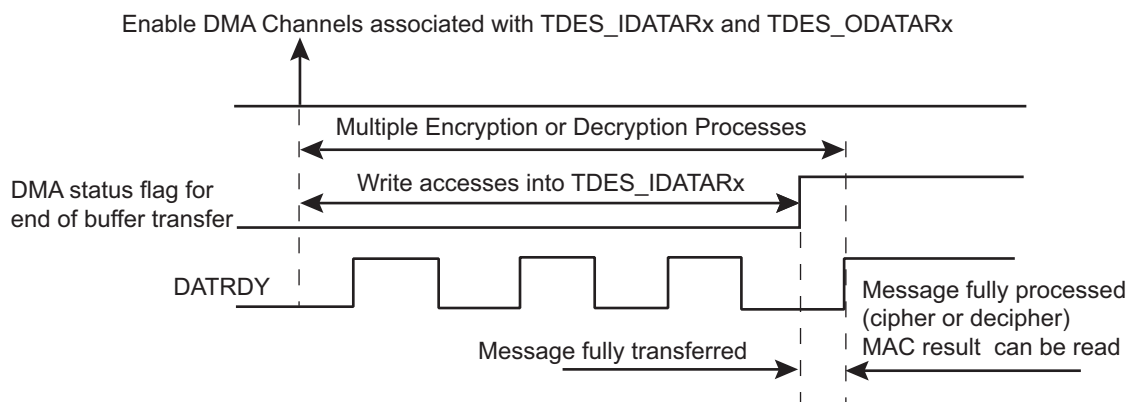 Enable DMA Channels associated with TDES_IDATARx and TDES_ODATARx
Multiple Encryption or Decryption Processes
DMA status flag for
end of buffer transfer
Write accesses into TDES_IDATARx
DATRDY
Message fully processed
(cipher or decipher)
MAC result can be read
Message fully transferred